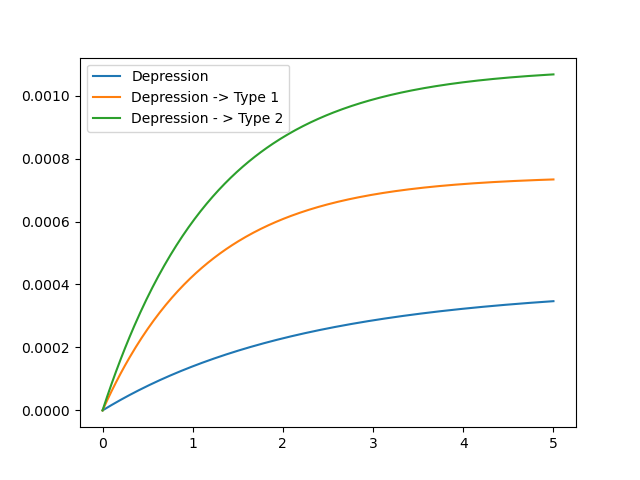 Depression
Depression -> Type 1
Depression - > Type 2
0.0010
0.0008
0.0006
0.0004
0.0002
0.0000
0 1 2 3 4 5